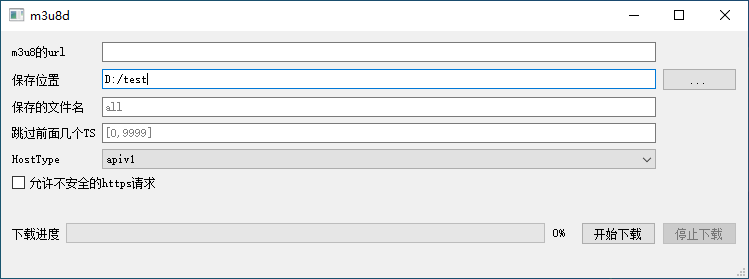 m3u8d
m3u8的url
保存位置 D:/test ...
保存的文件名 all
跳过前面几个TS [0,9999]
HostType apiv1
允许不安全的https请求
下载进度 0% 开始下载 停止下载